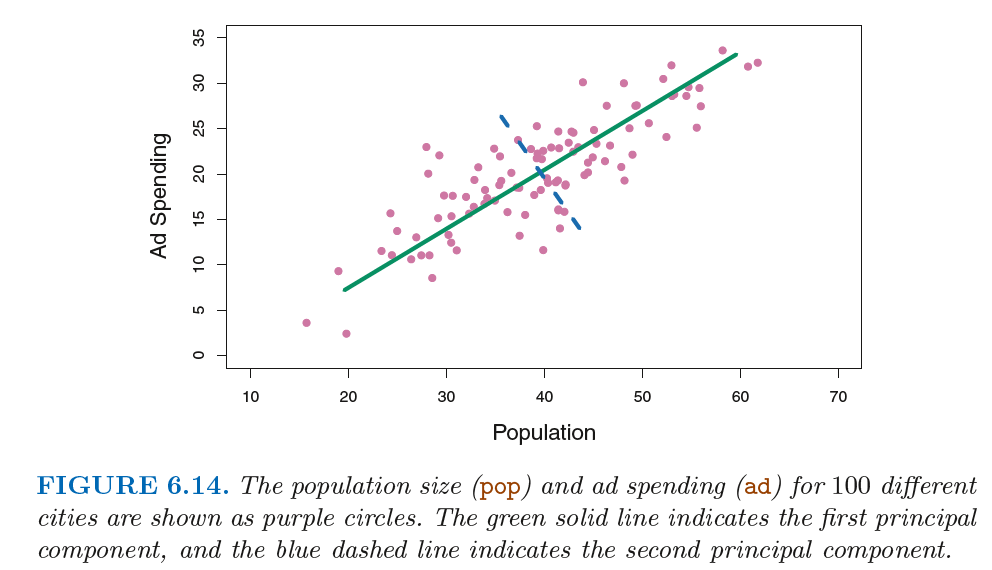 35
30
25
20
15
10
5
0
Ad Spending
10 20 30 40 50 60 70
Population
FIGURE 6.14. The population size (pop) and ad spending (ad) for 100 different
cities are shown as purple circles. The green solid line indicates the first principal
component, and the blue dashed line indicates the second principal component.